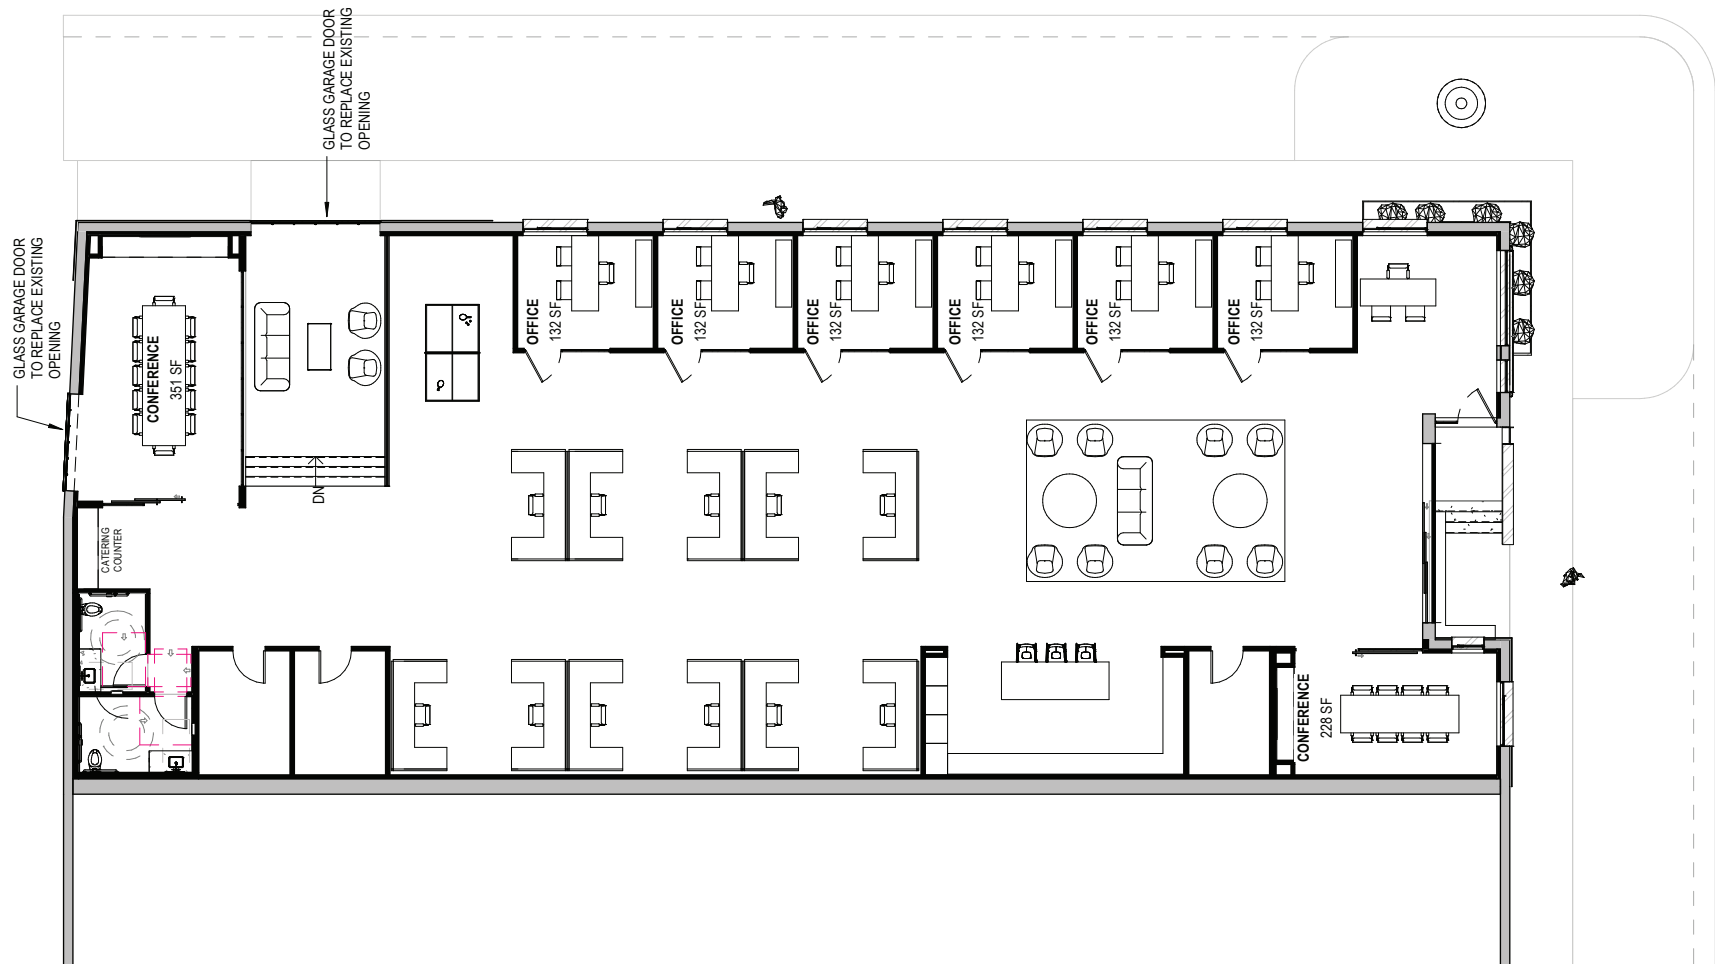 GLASS GARAGE DOOR
TO REPLACE EXISTING
OPENING
GLASS GARAGE DOOR
TO REPLACE EXISTING
OPENING
CONFERENCE
351 SF
OFFICE
132 SF
OFFICE
132 SF
OFFICE
132 SF
OFFICE
132 SF
OFFICE
132 SF
OFFICE
132 SF
DN
CATERING
COUNTER
CONFERENCE
228 SF